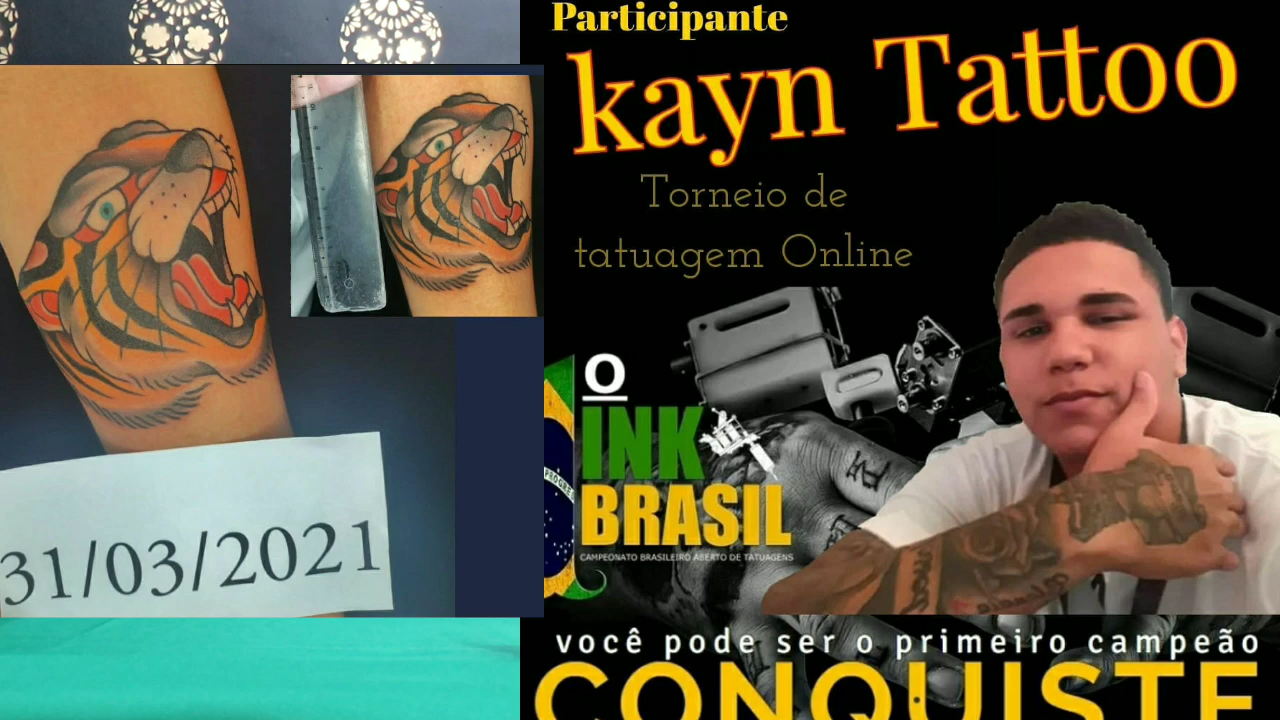 Participante
kayn Tattoo
Torneio de
tatuagem Online
O
INK
BRASIL
CAMPEONATO BRASILEIRO ABERTO DE TATUAGENS
31/03/2021
você pode ser o primeiro campeão
CONQUISTE